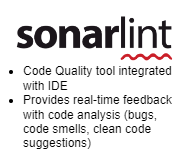 sonarlint
• Code Quality tool integrated
with IDE
• Provides real-time feedback
with code analysis (bugs,
code smells, clean code
suggestions)